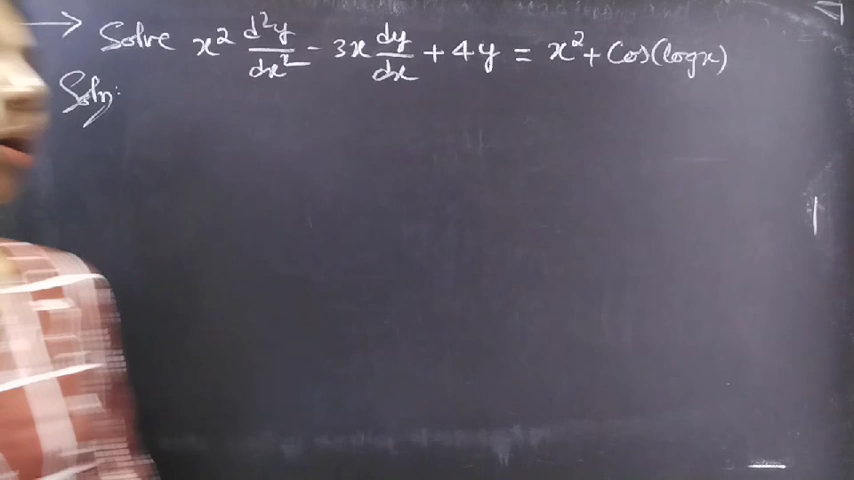 → Solve x² d²y/dx² - 3x dy/dx + 4y = x² + Cos(logx)
Soln: